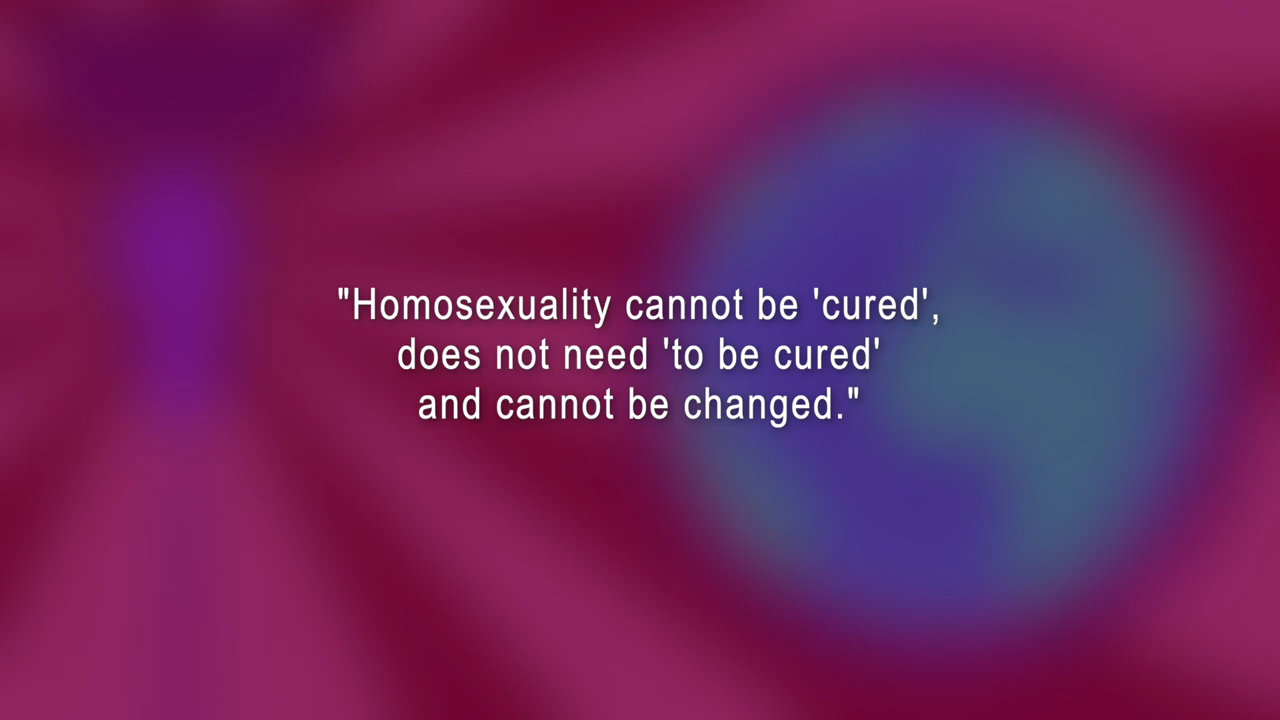 "Homosexuality cannot be 'cured',
does not need 'to be cured'
and cannot be changed."